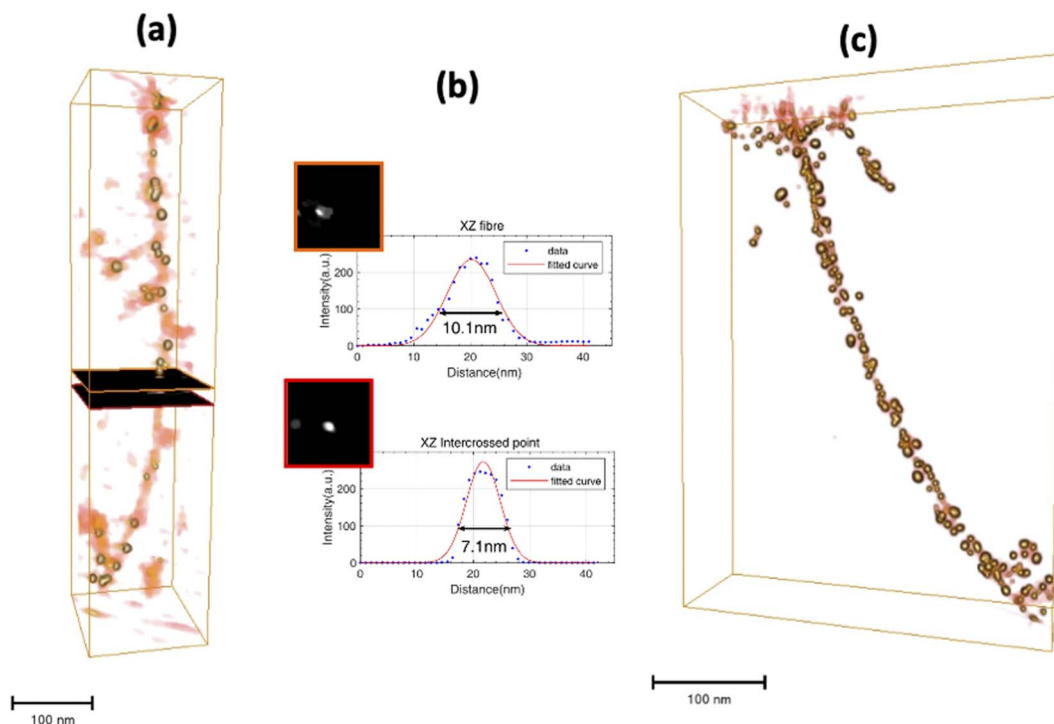 (a)
(b)
(c)
XZ fibre
Intensity(a.u.)
200
100
0
data
fitted curve
10.1nm
0 10 20 30 40
Distance(nm)
XZ Intercrossed point
Intensity(a.u.)
200
100
0
data
fitted curve
7.1nm
0 10 20 30 40
Distance(nm)
100 nm
100 nm